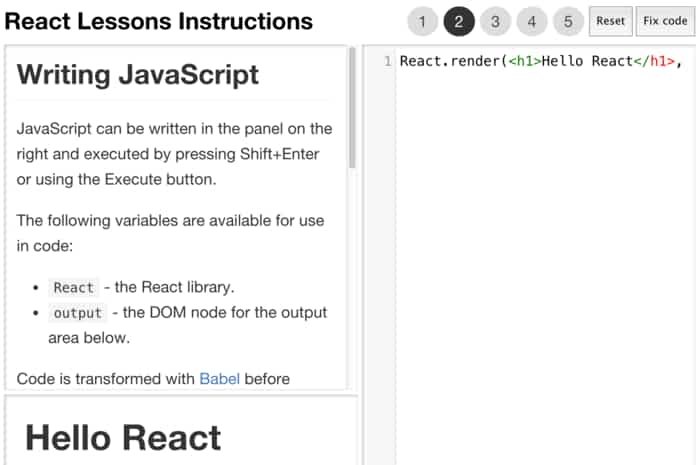 React Lessons Instructions
1 2 3 4 5 Reset Fix code
Writing JavaScript
JavaScript can be written in the panel on the
right and executed by pressing Shift+Enter
or using the Execute button.
The following variables are available for use
in code:
• React - the React library.
• output - the DOM node for the output
area below.
Code is transformed with Babel before
Hello React
1 React.render(<h1>Hello React</h1>,